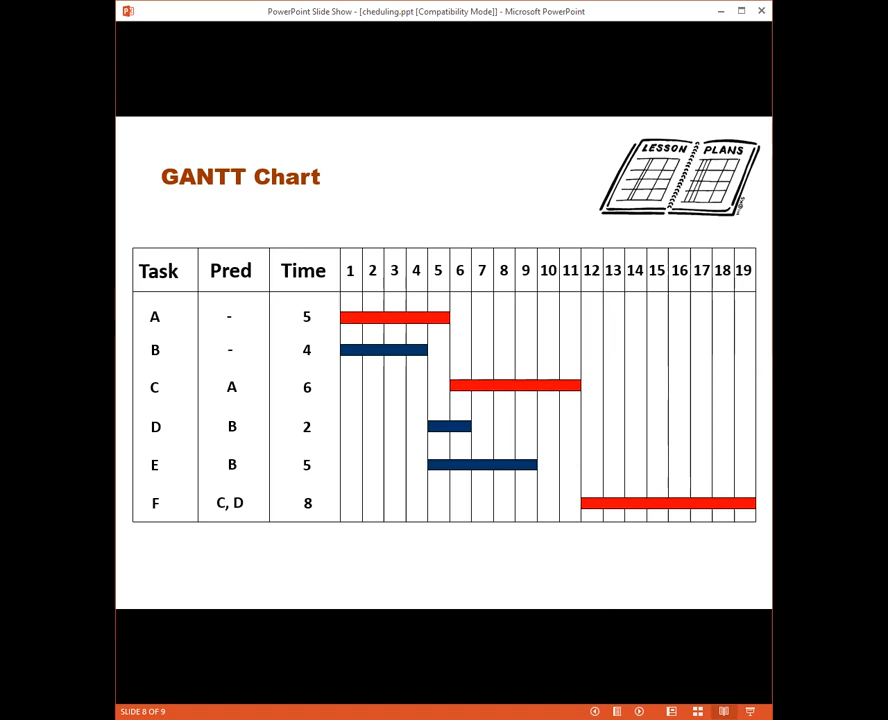 PowerPoint Slide Show - [cheduling.ppt [Compatibility Mode]] - Microsoft PowerPoint
LESSON PLANS
GANTT Chart
Task Pred Time 1 2 3 4 5 6 7 8 9 10 11 12 13 14 15 16 17 18 19
A - 5
B - 4
C A 6
D B 2
E B 5
F C, D 8
SLIDE 8 OF 9